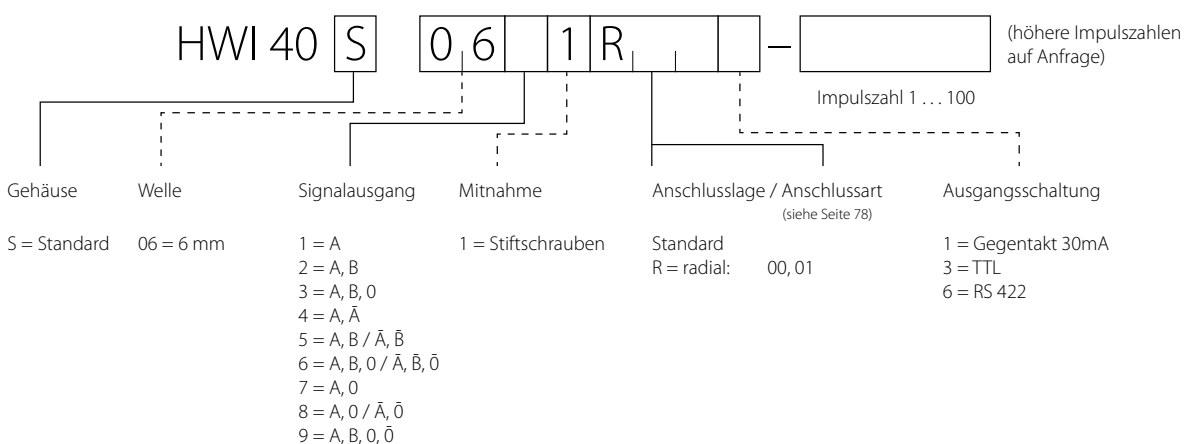 HWI 40 S 0 6 1 R –
(höhere Impulszahlen
auf Anfrage)
Impulszahl 1 . . . 100
Gehäuse
S = Standard
Welle
06 = 6 mm
Signalausgang
1 = A
2 = A, B
3 = A, B, 0
4 = A, Ā
5 = A, B / Ā, B̄
6 = A, B, 0 / Ā, B̄, 0̄
7 = A, 0
8 = A, 0 / Ā, 0̄
9 = A, B, 0, 0̄
Mitnahme
1 = Stiftschrauben
Anschlusslage / Anschlussart
(siehe Seite 78)
Standard
R = radial: 00, 01
Ausgangsschaltung
1 = Gegentakt 30mA
3 = TTL
6 = RS 422